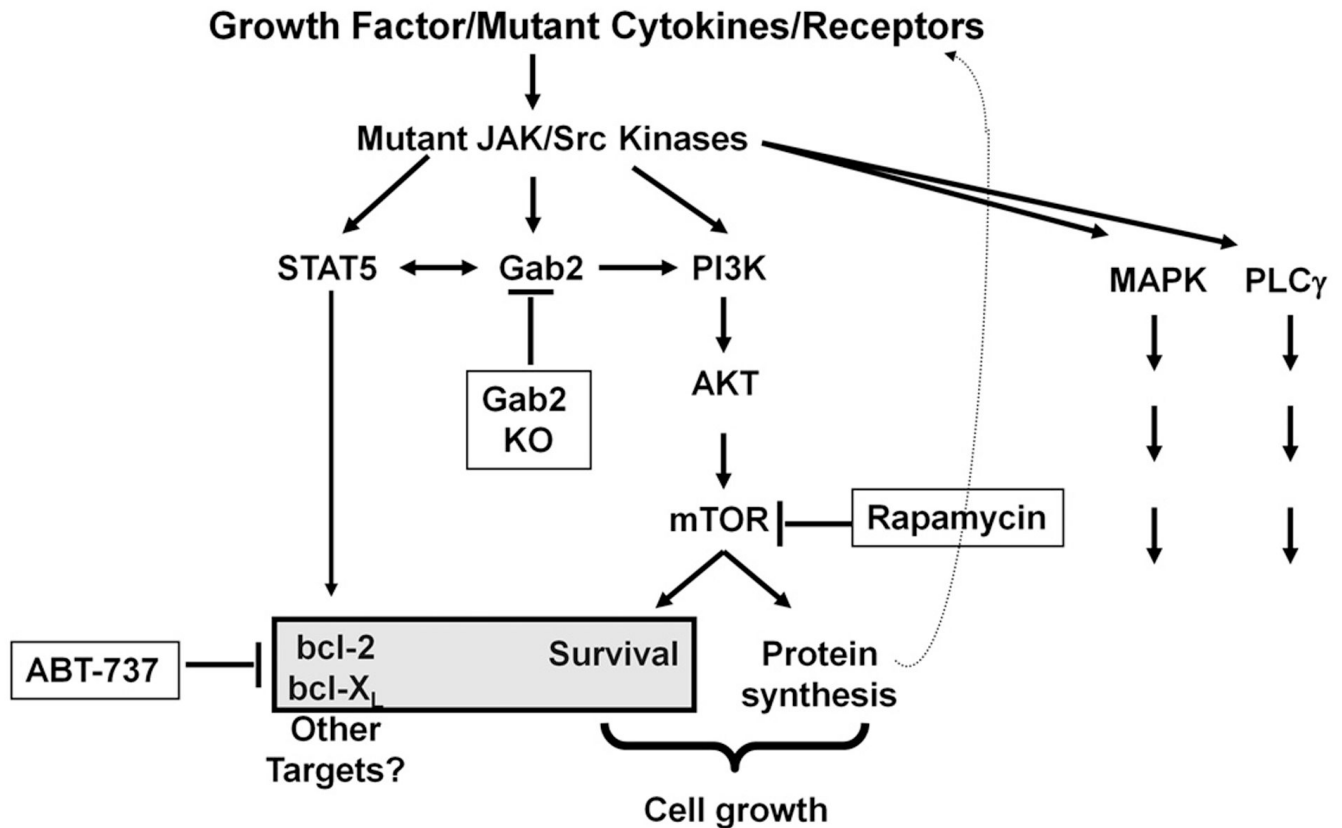 Growth Factor/Mutant Cytokines/Receptors
Mutant JAK/Src Kinases
STAT5
Gab2
PI3K
MAPK
PLCγ
Gab2
KO
AKT
mTOR
Rapamycin
ABT-737
bcl-2
bcl-XL
Other
Targets?
Survival
Protein
synthesis
Cell growth